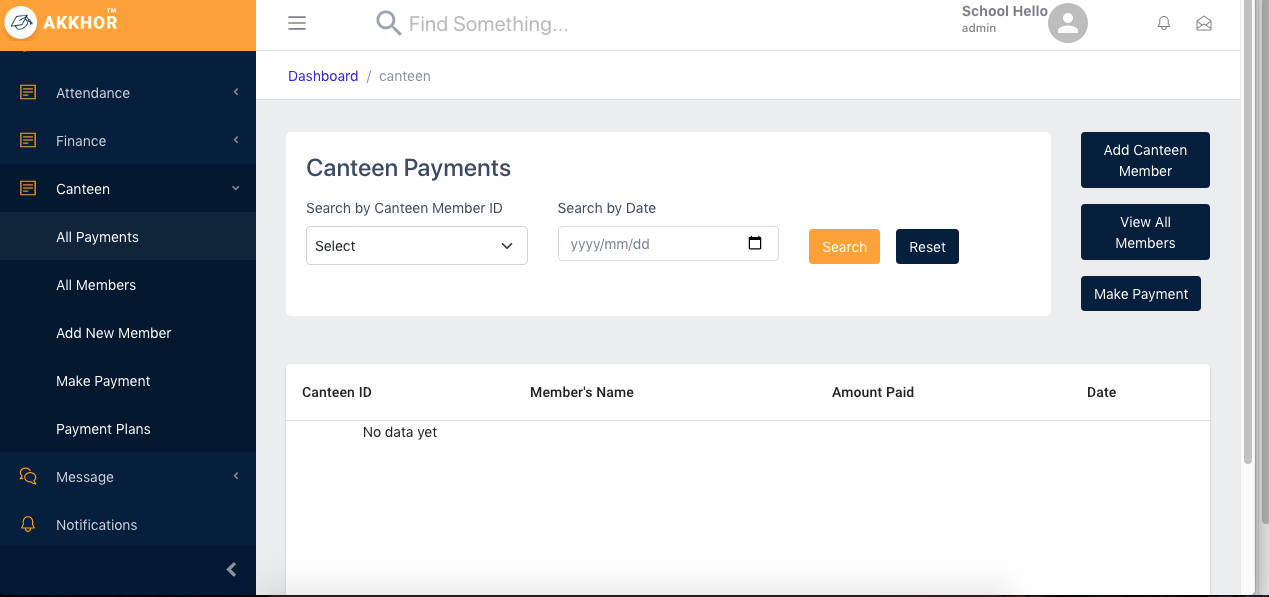 AKKHOR™
Find Something...
School Hello
admin
Dashboard / canteen
Attendance
Finance
Canteen
All Payments
All Members
Add New Member
Make Payment
Payment Plans
Message
Notifications
Canteen Payments
Search by Canteen Member ID
Search by Date
Select
yyyy/mm/dd
Search
Reset
Add Canteen
Member
View All
Members
Make Payment
Canteen ID Member's Name Amount Paid Date
No data yet